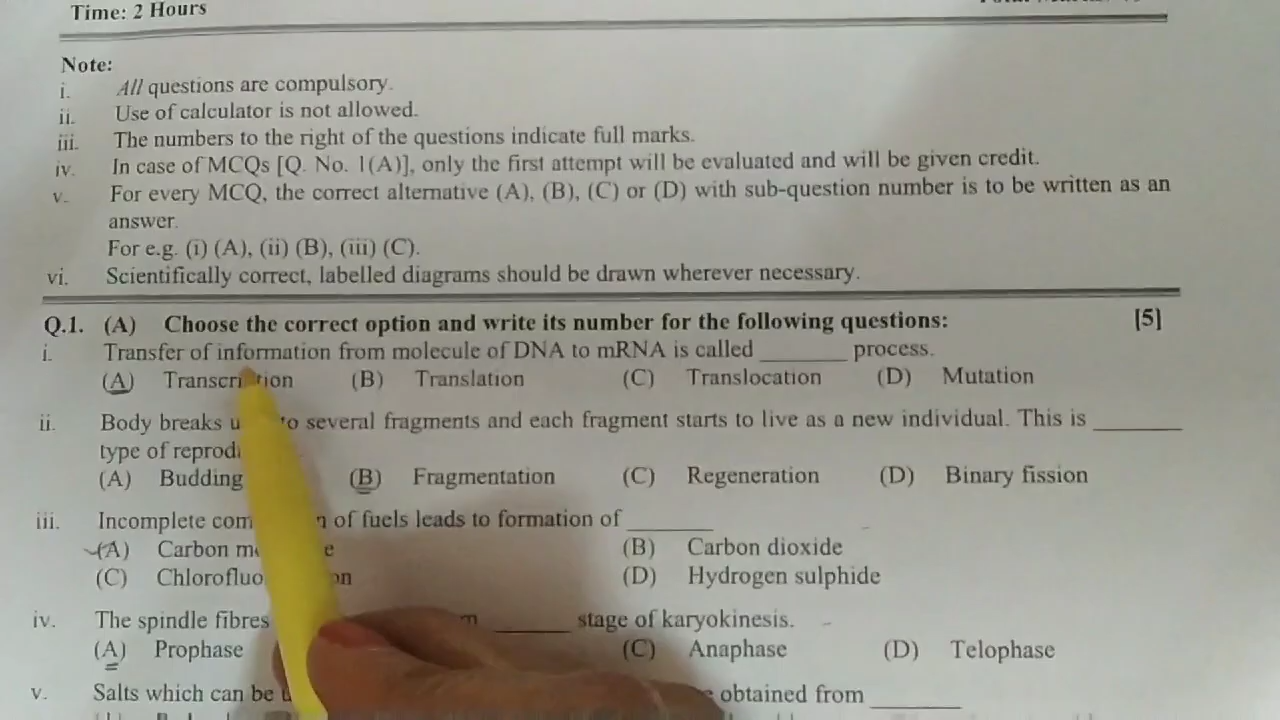 Time: 2 Hours
Note:
i. All questions are compulsory.
ii. Use of calculator is not allowed.
iii. The numbers to the right of the questions indicate full marks.
iv. In case of MCQs [Q. No. 1(A)], only the first attempt will be evaluated and will be given credit.
v. For every MCQ, the correct alternative (A), (B), (C) or (D) with sub-question number is to be written as an
answer.
For e.g. (i) (A), (ii) (B), (iii) (C).
vi. Scientifically correct, labelled diagrams should be drawn wherever necessary.
Q.1. (A) Choose the correct option and write its number for the following questions: [5]
i. Transfer of information from molecule of DNA to mRNA is called ______ process.
(A) Transcription (B) Translation (C) Translocation (D) Mutation
ii. Body breaks to several fragments and each fragment starts to live as a new individual. This is ______
type of
(A) Budding (B) Fragmentation (C) Regeneration (D) Binary fission
iii. Incomplete of fuels leads to formation of ______
(A) Carbon (B) Carbon dioxide
(C) (D) Hydrogen sulphide
iv. The spindle fibres ______ stage of karyokinesis.
(A) Prophase (C) Anaphase (D) Telophase
v. Salts which can be obtained from ______